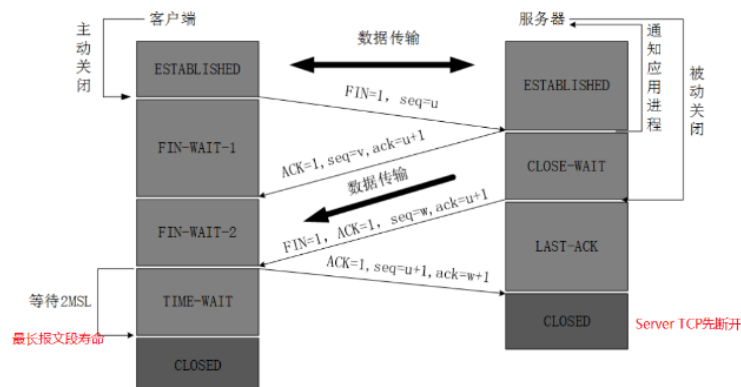 客户端
服务器
主动关闭
数据传输
通知应用进程
被动关闭
ESTABLISHED
ESTABLISHED
FIN=1, seq=u
FIN-WAIT-1
ACK=1,seq=v,ack=u+1
CLOSE-WAIT
数据传输
FIN-WAIT-2
FIN=1, ACK=1, seq=w,ack=u+1
LAST-ACK
ACK=1,seq=u+1,ack=w+1
等待2MSL
TIME-WAIT
最长报文段寿命
CLOSED
Server TCP先断开
CLOSED